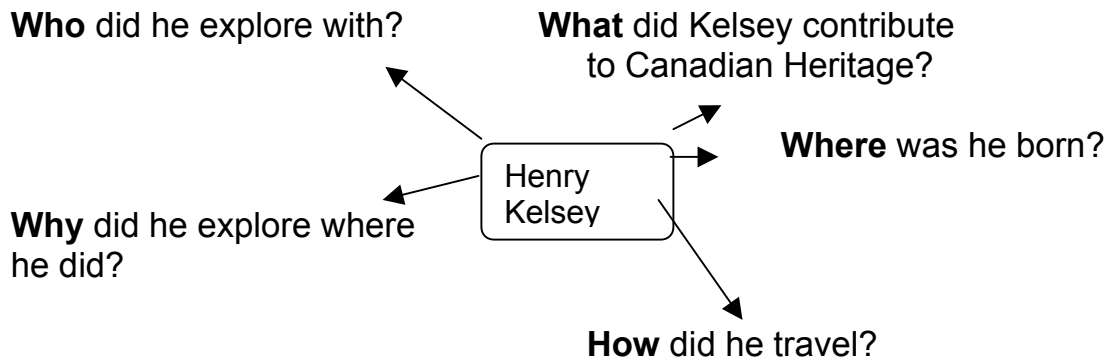 Who did he explore with?
What did Kelsey contribute
to Canadian Heritage?
Where was he born?
Henry
Kelsey
Why did he explore where
he did?
How did he travel?